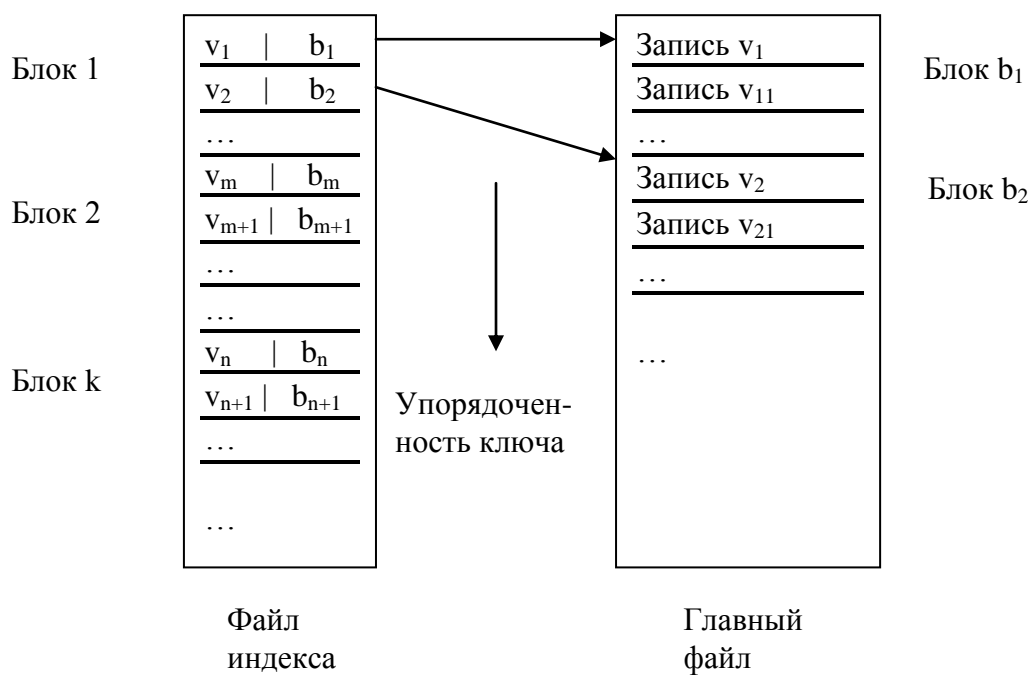 Блок 1
Блок 2
Блок k
v₁ | b₁
v₂ | b₂
…
vₘ | bₘ
vₘ₊₁ | bₘ₊₁
…
…
vₙ | bₙ
vₙ₊₁ | bₙ₊₁
…
…
Файл
индекса
Упорядочен-
ность ключа
Запись v₁
Запись v₁₁
…
Запись v₂
Запись v₂₁
…
…
Главный
файл
Блок b₁
Блок b₂